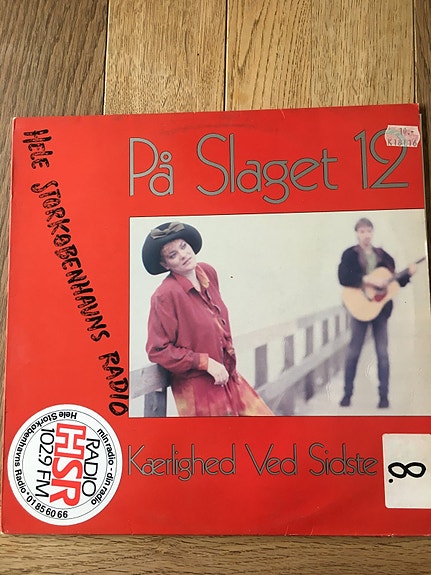 På Slaget 12
HELE STORKØBENHAVNS RADIO
Kærlighed Ved Sidste
8.
RADIO
HSR
102.9 FM
min radio - din radio
Hele Storkøbenhavns Radio. 01 85 60 66